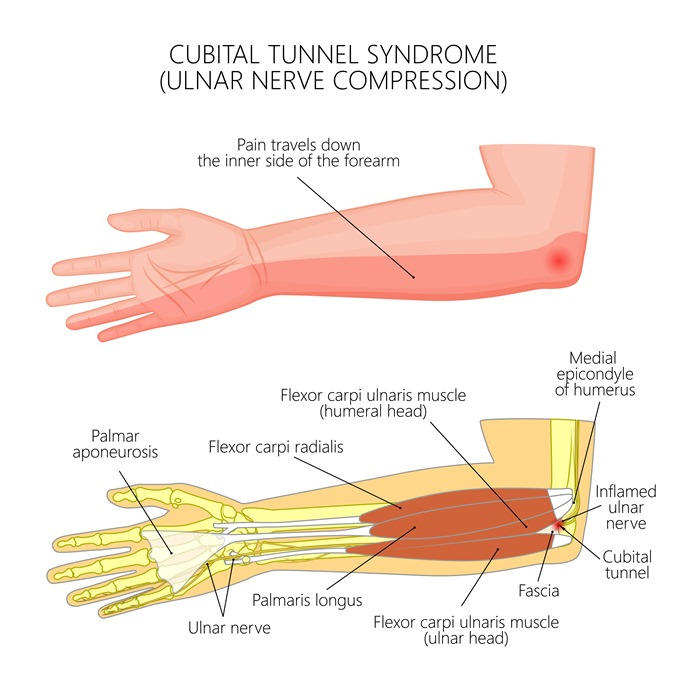 CUBITAL TUNNEL SYNDROME
(ULNAR NERVE COMPRESSION)
Pain travels down
the inner side of the forearm
Medial
epicondyle
of humerus
Flexor carpi ulnaris muscle
(humeral head)
Palmar
aponeurosis
Flexor carpi radialis
Inflamed
ulnar
nerve
Cubital
tunnel
Fascia
Palmaris longus
Flexor carpi ulnaris muscle
(ulnar head)
Ulnar nerve